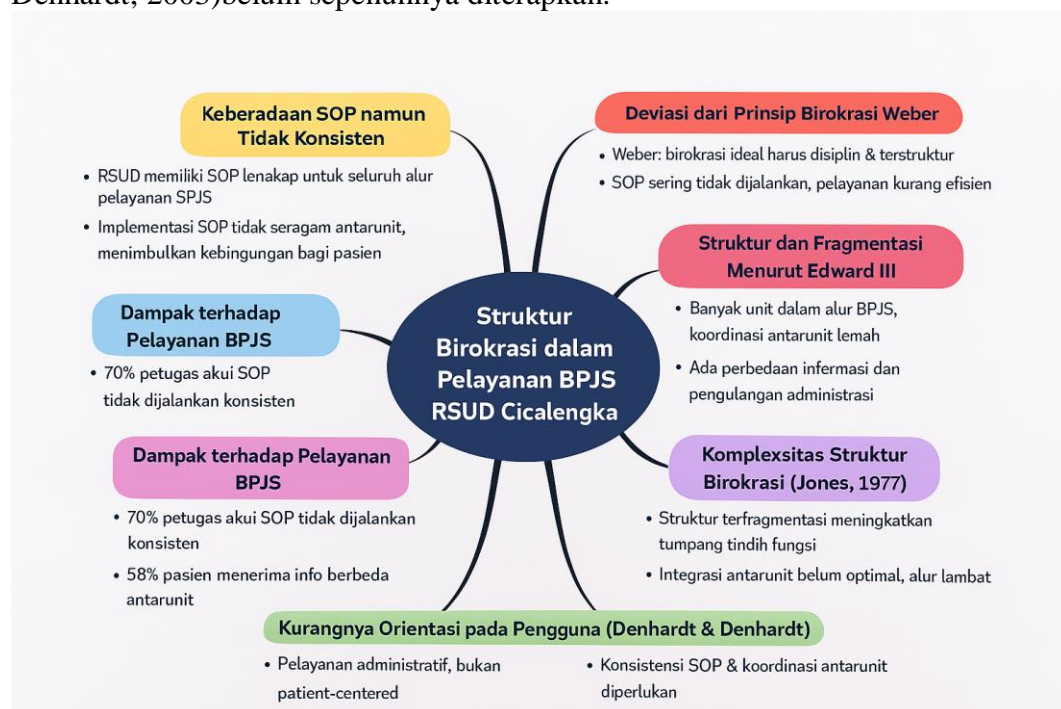 Denhardt, 2003)belum sepenuhnya diterapkan.
Keberadaan SOP namun
Tidak Konsisten
• RSUD memiliki SOP lenakap untuk seluruh alur
pelayanan SPJS
• Implementasi SOP tidak seragam antarunit,
menimbulkan kebingungan bagi pasien
Dampak terhadap
Pelayanan BPJS
• 70% petugas akui SOP
tidak dijalankan konsisten
Dampak terhadap Pelayanan
BPJS
• 70% petugas akui SOP tidak dijalankan
konsisten
• 58% pasien menerima info berbeda
antarunit
Struktur
Birokrasi dalam
Pelayanan BPJS
RSUD Cicalengka
Deviasi dari Prinsip Birokrasi Weber
• Weber: birokrasi ideal harus disiplin & terstruktur
• SOP sering tidak dijalankan, pelayanan kurang efisien
Struktur dan Fragmentasi
Menurut Edward III
• Banyak unit dalam alur BPJS,
koordinasi antarunit lemah
• Ada perbedaan informasi dan
pengulangan administrasi
Komplexsitas Struktur
Birokrasi (Jones, 1977)
• Struktur terfragmentasi meningkatkan
tumpang tindih fungsi
• Integrasi antarunit belum optimal, alur lambat
Kurangnya Orientasi pada Pengguna (Denhardt & Denhardt)
• Pelayanan administratif, bukan
patient-centered
• Konsistensi SOP & koordinasi antarunit
diperlukan